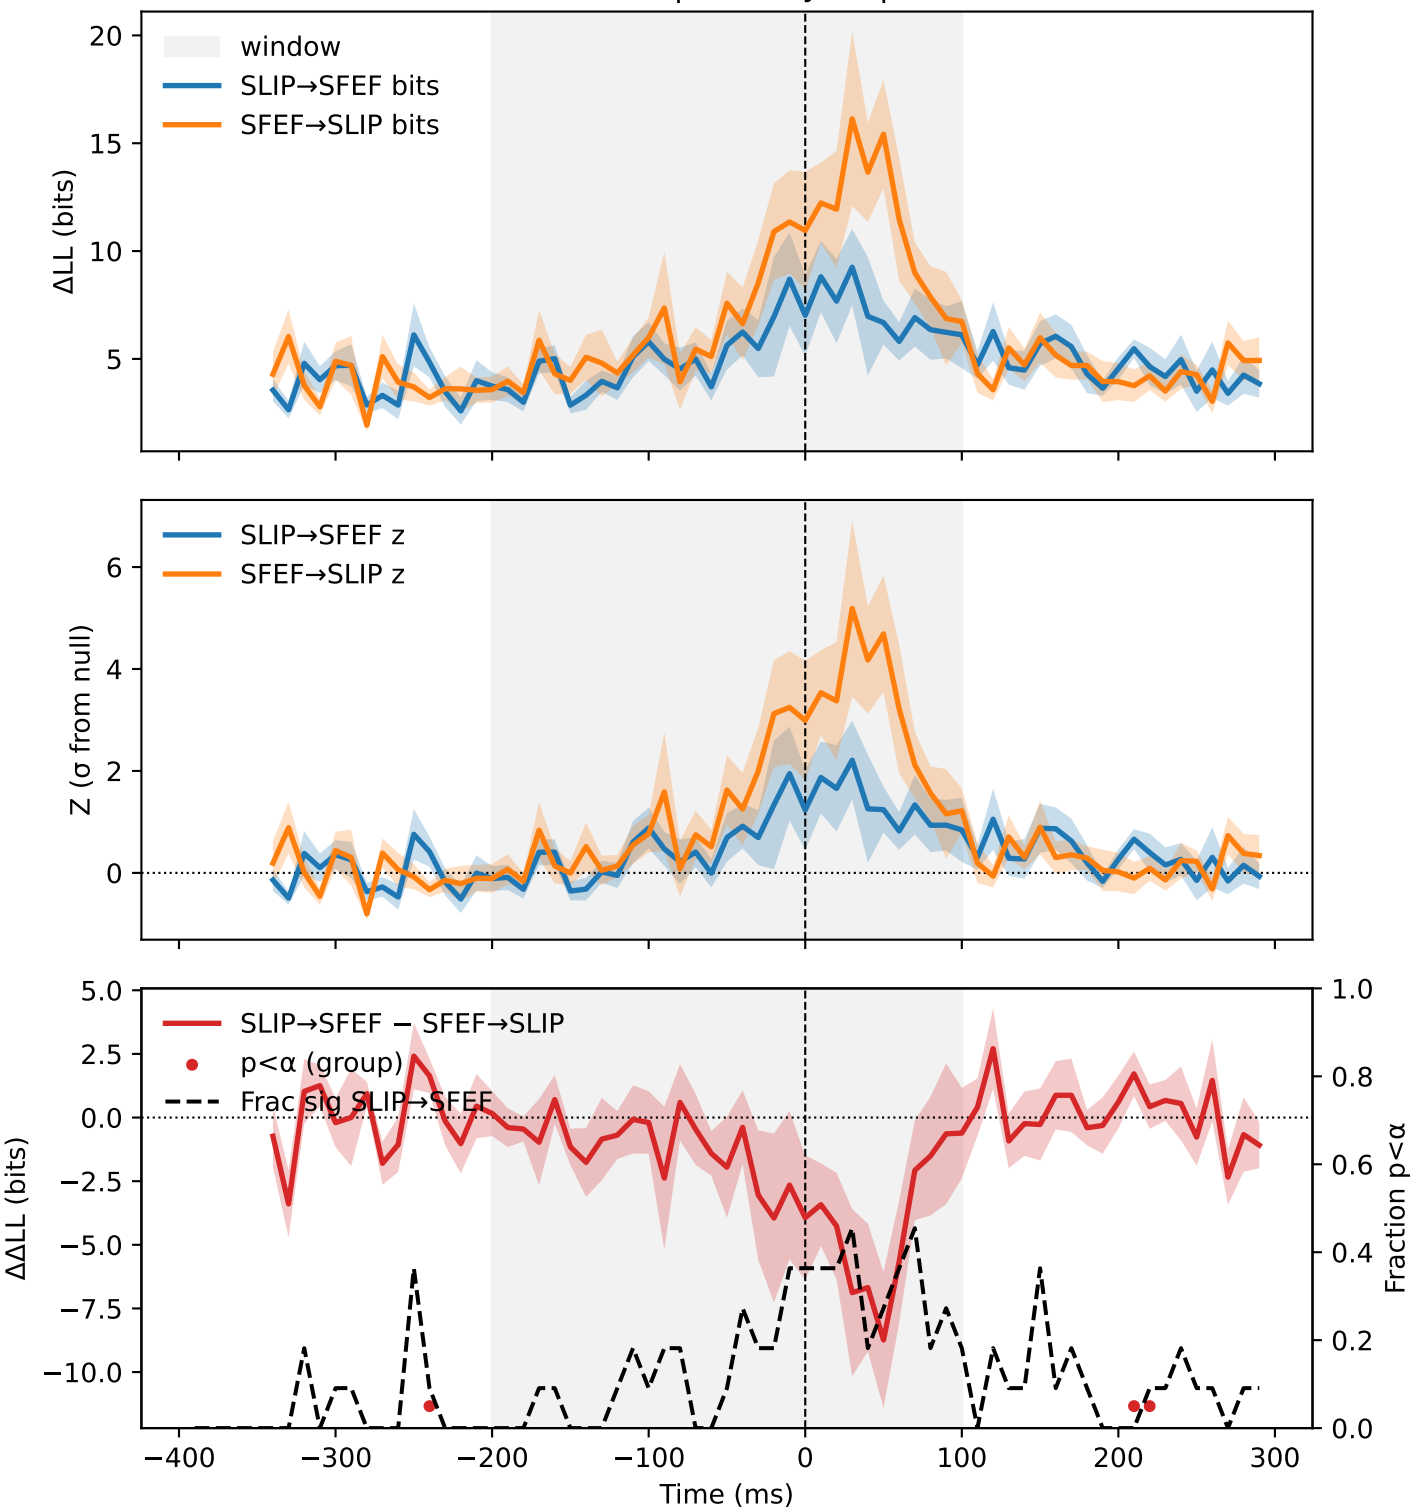 20
15
10
5
ΔLL (bits)
window
SLIP→SFEF bits
SFEF→SLIP bits
6
4
2
0
Z (σ from null)
SLIP→SFEF z
SFEF→SLIP z
5.0
2.5
0.0
−2.5
−5.0
−7.5
−10.0
ΔΔLL (bits)
SLIP→SFEF − SFEF→SLIP
p<α (group)
Frac sig SLIP→SFEF
1.0
0.8
0.6
0.4
0.2
0.0
Fraction p<α
−400 −300 −200 −100 0 100 200 300
Time (ms)